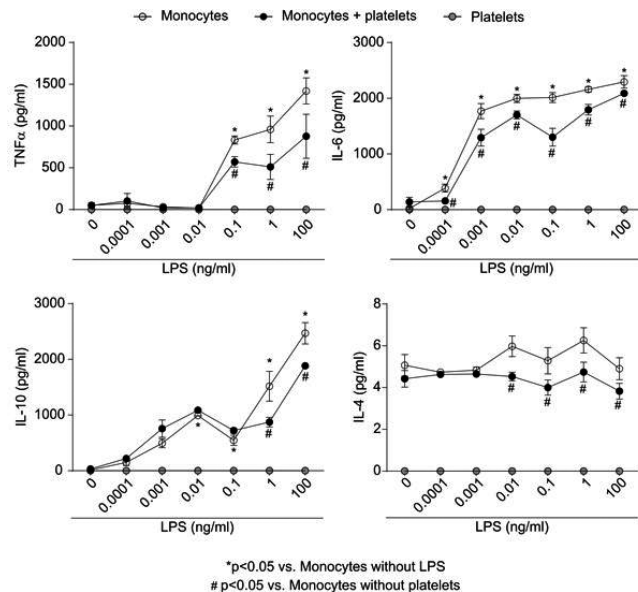 Monocytes Monocytes + platelets Platelets
TNFα (pg/ml)
2000
1500
1000
500
0
0 0.0001 0.001 0.01 0.1 1 100
LPS (ng/ml)
* * *
# # #
IL-6 (pg/ml)
3000
2000
1000
0
0 0.0001 0.001 0.01 0.1 1 100
LPS (ng/ml)
* * * * * *
# # # # # #
IL-10 (pg/ml)
3000
2000
1000
0
0 0.0001 0.001 0.01 0.1 1 100
LPS (ng/ml)
* * * *
# #
IL-4 (pg/ml)
8
6
4
2
0
0 0.0001 0.001 0.01 0.1 1 100
LPS (ng/ml)
# # # #
*p<0.05 vs. Monocytes without LPS
# p<0.05 vs. Monocytes without platelets